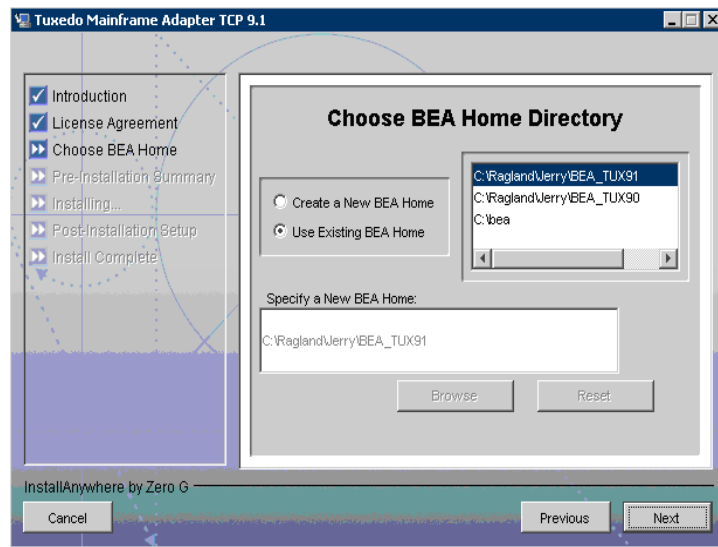 Tuxedo Mainframe Adapter TCP 9.1
Introduction
License Agreement
Choose BEA Home
Pre-Installation Summary
Installing...
Post-Installation Setup
Install Complete
Choose BEA Home Directory
Create a New BEA Home
Use Existing BEA Home
C:\Ragland\Jerry\BEA_TUX91
C:\Ragland\Jerry\BEA_TUX90
C:\bea
Specify a New BEA Home:
C:\Ragland\Jerry\BEA_TUX91
Browse
Reset
InstallAnywhere by Zero G
Cancel
Previous
Next